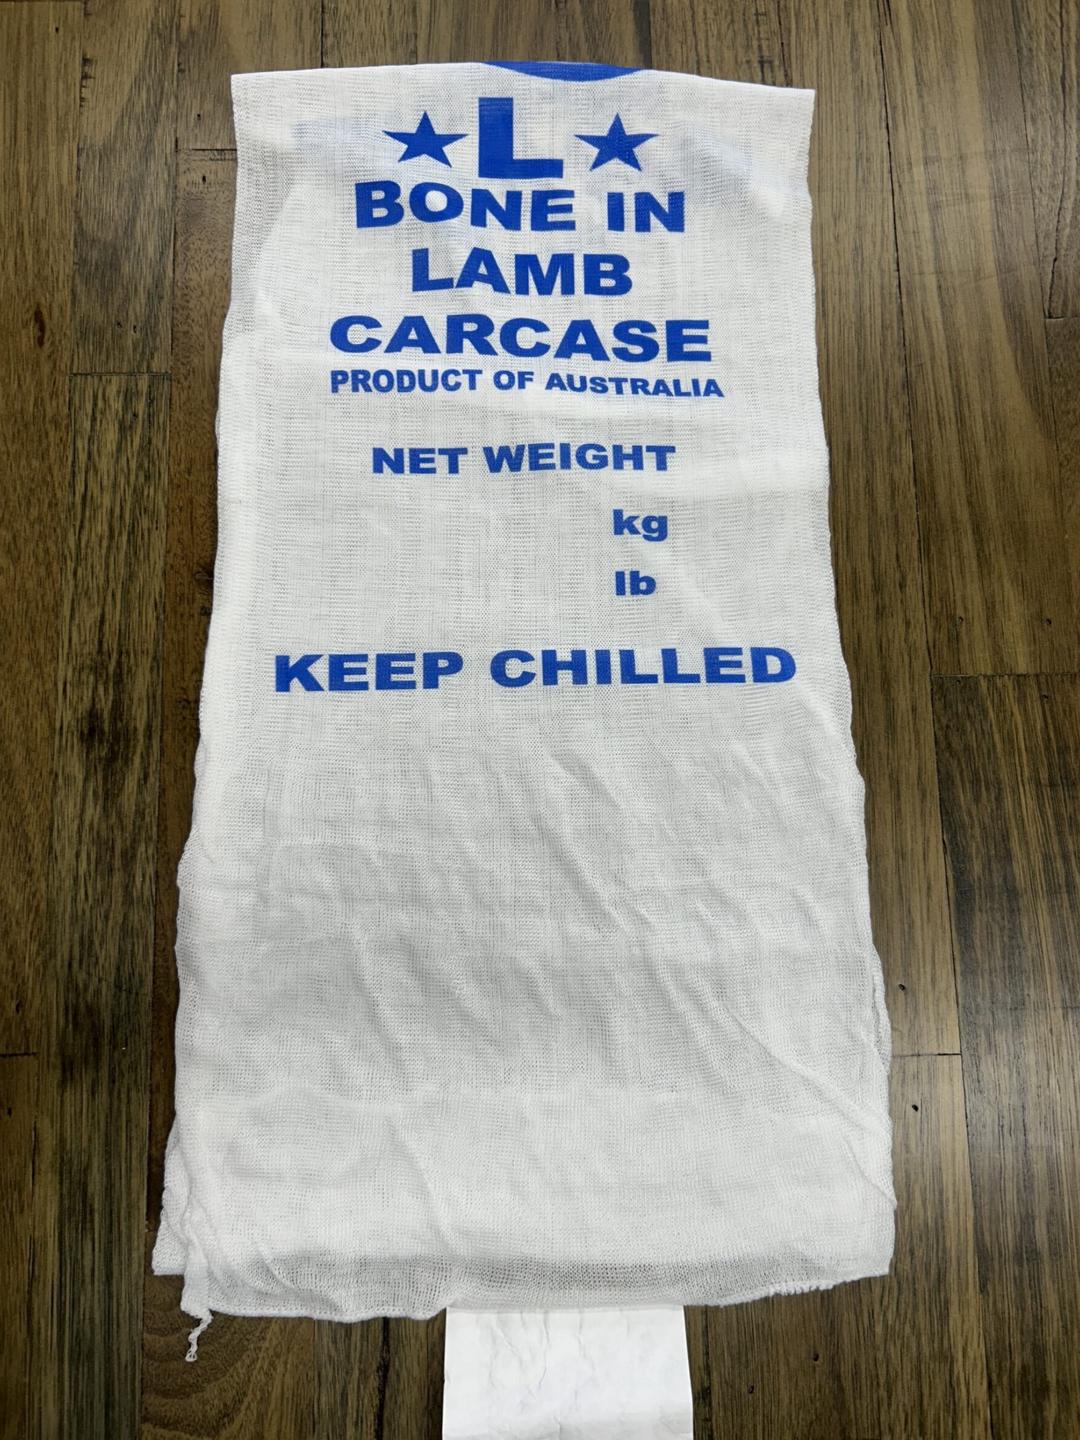 ★ L ★
BONE IN
LAMB
CARCASE
PRODUCT OF AUSTRALIA
NET WEIGHT
kg
lb
KEEP CHILLED